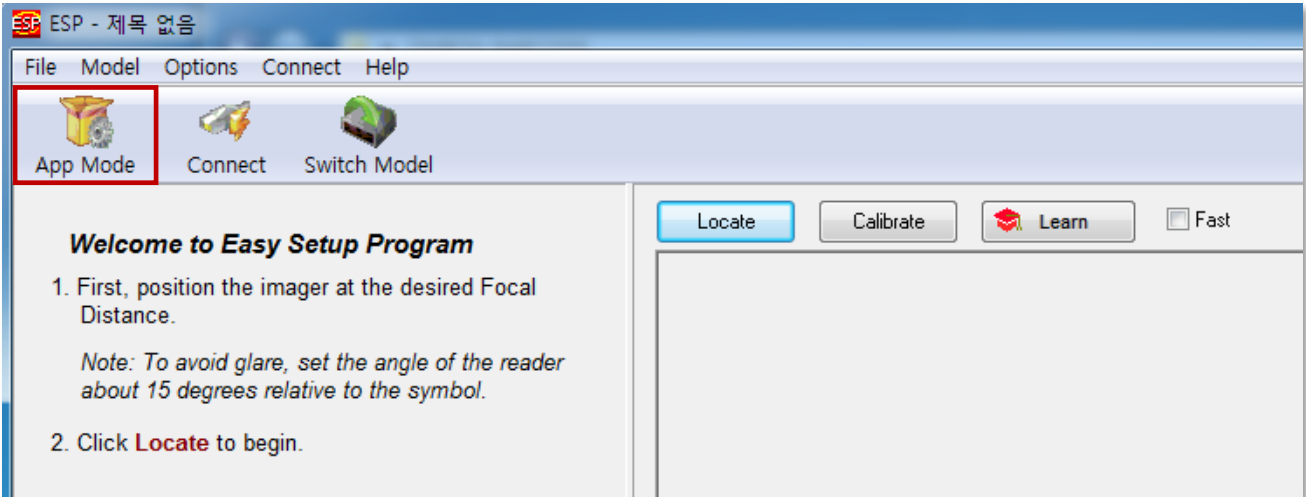 ESP - 제목 없음
File Model Options Connect Help
App Mode Connect Switch Model
Locate Calibrate Learn Fast
Welcome to Easy Setup Program
1. First, position the imager at the desired Focal
Distance.
Note: To avoid glare, set the angle of the reader
about 15 degrees relative to the symbol.
2. Click Locate to begin.